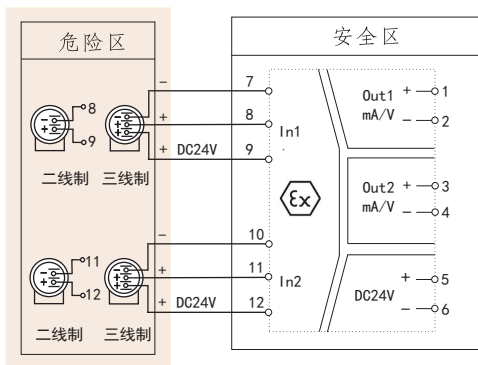 危险区
安全区
8
9
二线制
三线制
−
+
+ DC24V
7
8
9
In1
Out1 + 1
mA/V − 2
εx
Out2 + 3
mA/V − 4
11
12
二线制
三线制
−
+
+ DC24V
10
11
12
In2
+ 5
DC24V
− 6